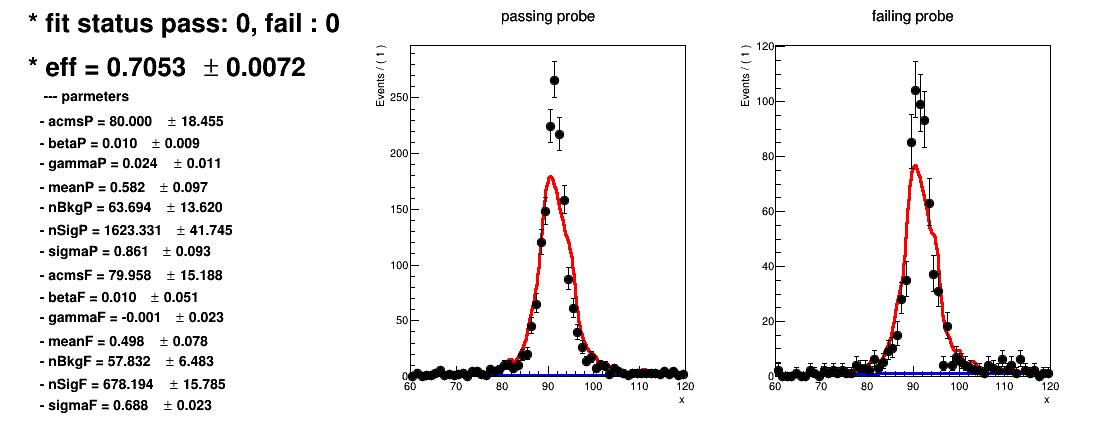 * fit status pass: 0, fail : 0
* eff = 0.7053 ± 0.0072
--- parmeters
- acmsP = 80.000 ± 18.455
- betaP = 0.010 ± 0.009
- gammaP = 0.024 ± 0.011
- meanP = 0.582 ± 0.097
- nBkgP = 63.694 ± 13.620
- nSigP = 1623.331 ± 41.745
- sigmaP = 0.861 ± 0.093
- acmsF = 79.958 ± 15.188
- betaF = 0.010 ± 0.051
- gammaF = -0.001 ± 0.023
- meanF = 0.498 ± 0.078
- nBkgF = 57.832 ± 6.483
- nSigF = 678.194 ± 15.785
- sigmaF = 0.688 ± 0.023
passing probe
Events / ( 1 )
250
200
150
100
50
0
60 70 80 90 100 110 120
x
failing probe
Events / ( 1 )
120
100
80
60
40
20
0
60 70 80 90 100 110 120
x